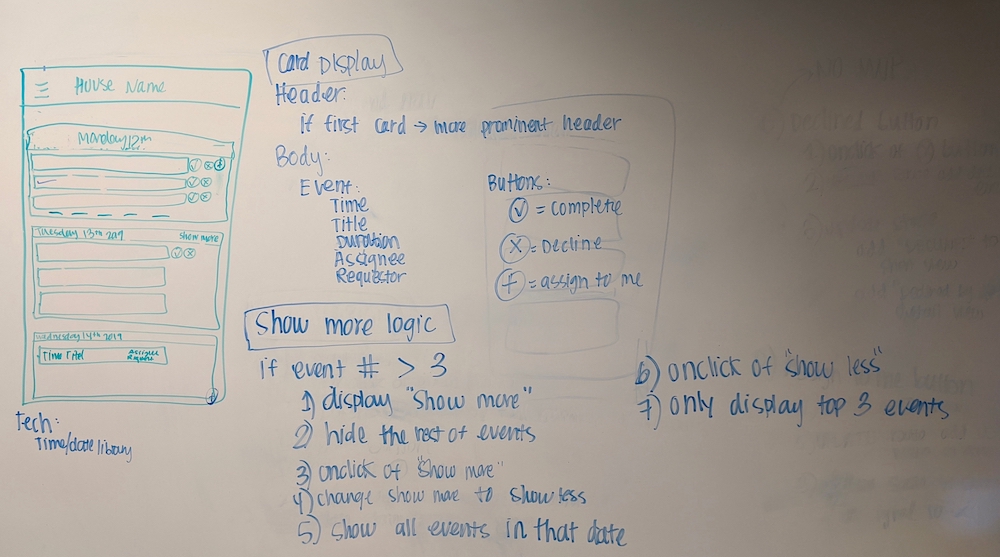 House Name
Monday 12th
Tuesday 13th 2019
show more
Wednesday 14th 2019
Time Title
Assignee
Request
Tech:
Time/date library
Card Display
Header:
if first card → more prominent header
Body:
Event:
Time
Title
Duration
Assignee
Requestor
Buttons:
✓ = complete
X = Decline
+ = assign to me
Show more logic
if event # > 3
1) display "Show more"
2) hide the rest of events
3) onclick of "Show more"
4) change show more to show less
5) show all events in that date
6) onclick of "show less"
7) only display top 3 events